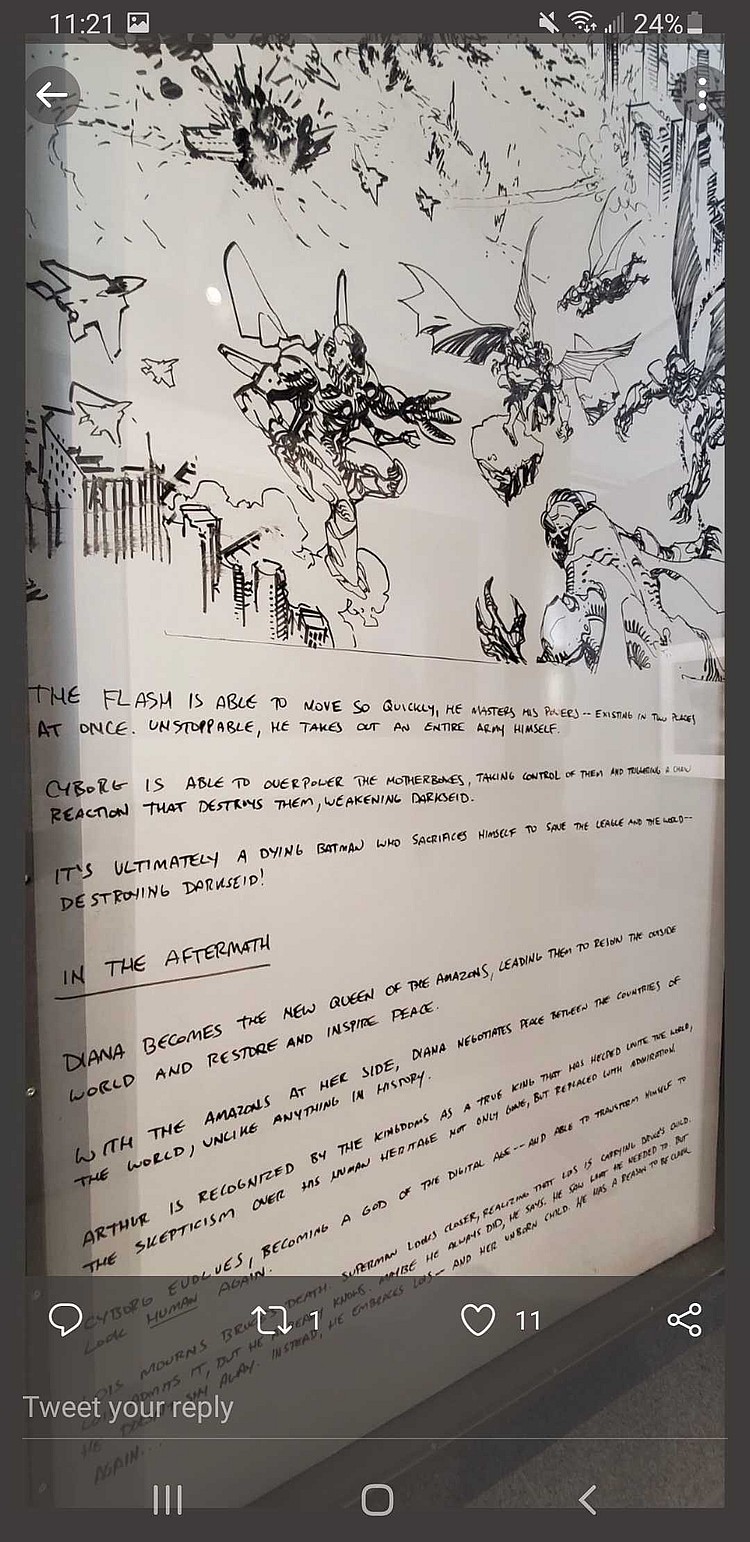 11:21
24%
THE FLASH IS ABLE TO MOVE SO QUICKLY, HE MASTERS HIS POWERS -- EXISTING IN TWO PLACES
AT ONCE. UNSTOPPABLE, HE TAKES OUT AN ENTIRE ARMY HIMSELF.
CYBORG IS ABLE TO OVERPOWER THE MOTHERBOXES, TAKING CONTROL OF THEM AND TRIGGERING A CHAIN
REACTION THAT DESTROYS THEM, WEAKENING DARKSEID.
IT'S ULTIMATELY A DYING BATMAN WHO SACRIFICES HIMSELF TO SAVE THE LEAGUE AND THE WORLD--
DESTROYING DARKSEID!
IN THE AFTERMATH
DIANA BECOMES THE NEW QUEEN OF THE AMAZONS, LEADING THEM TO REJOIN THE OUTSIDE
WORLD AND RESTORE AND INSPIRE PEACE.
WITH THE AMAZONS AT HER SIDE, DIANA NEGOTIATES PEACE BETWEEN THE COUNTRIES OF
THE WORLD, UNLIKE ANYTHING IN HISTORY.
ARTHUR IS RECOGNIZED BY THE KINGDOMS AS A TRUE KING THAT HAS HELPED UNITE THE WORLD,
THE SKEPTICISM OVER HIS HUMAN HERITAGE NOT ONLY GONE, BUT REPLACED WITH ADMIRATION.
CYBORG EVOLVES, BECOMING A GOD OF THE DIGITAL AGE -- AND ABLE TO TRANSFORM HIMSELF TO
LOOK HUMAN AGAIN.
LOIS MOURNS BRUCE'S DEATH. SUPERMAN LOOKS CLOSER, REALIZING THAT LOIS IS CARRYING BRUCE'S CHILD.
ADMITS IT, BUT HE ALREADY KNOWS. MAYBE HE ALWAYS DID, HE SAYS. HE SAW WHAT HE NEEDED TO BUT
HE AWAY. INSTEAD, HE EMBRACES LOIS -- AND HER UNBORN CHILD. HE HAS A REASON TO BE CLARK
AGAIN...
1
11
Tweet your reply